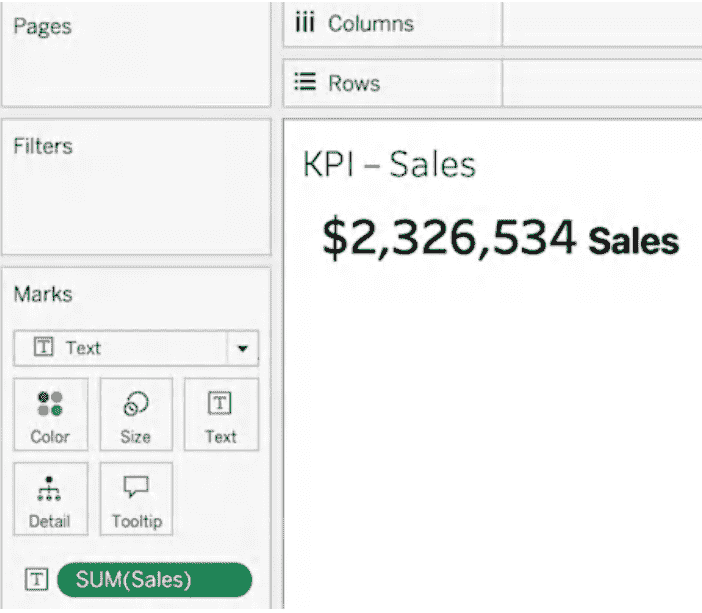 Pages
Columns
Rows
Filters
KPI – Sales
$2,326,534 Sales
Marks
T Text
Color Size T Text
Detail Tooltip
T SUM(Sales)